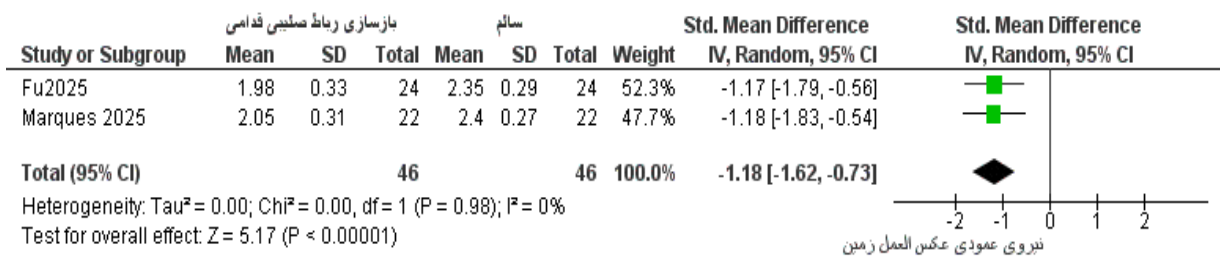 بازسازی رباط صلیبی قدامی سالم Std. Mean Difference Std. Mean Difference
Study or Subgroup Mean SD Total Mean SD Total Weight IV, Random, 95% CI IV, Random, 95% CI
Fu2025 1.98 0.33 24 2.35 0.29 24 52.3% -1.17 [-1.79, -0.56]
Marques 2025 2.05 0.31 22 2.4 0.27 22 47.7% -1.18 [-1.83, -0.54]
Total (95% CI) 46 46 100.0% -1.18 [-1.62, -0.73]
Heterogeneity: Tau² = 0.00; Chi² = 0.00, df = 1 (P = 0.98); I² = 0%
Test for overall effect: Z = 5.17 (P < 0.00001)
-2 -1 0 1 2
نیروی عمودی عکس العمل زمین